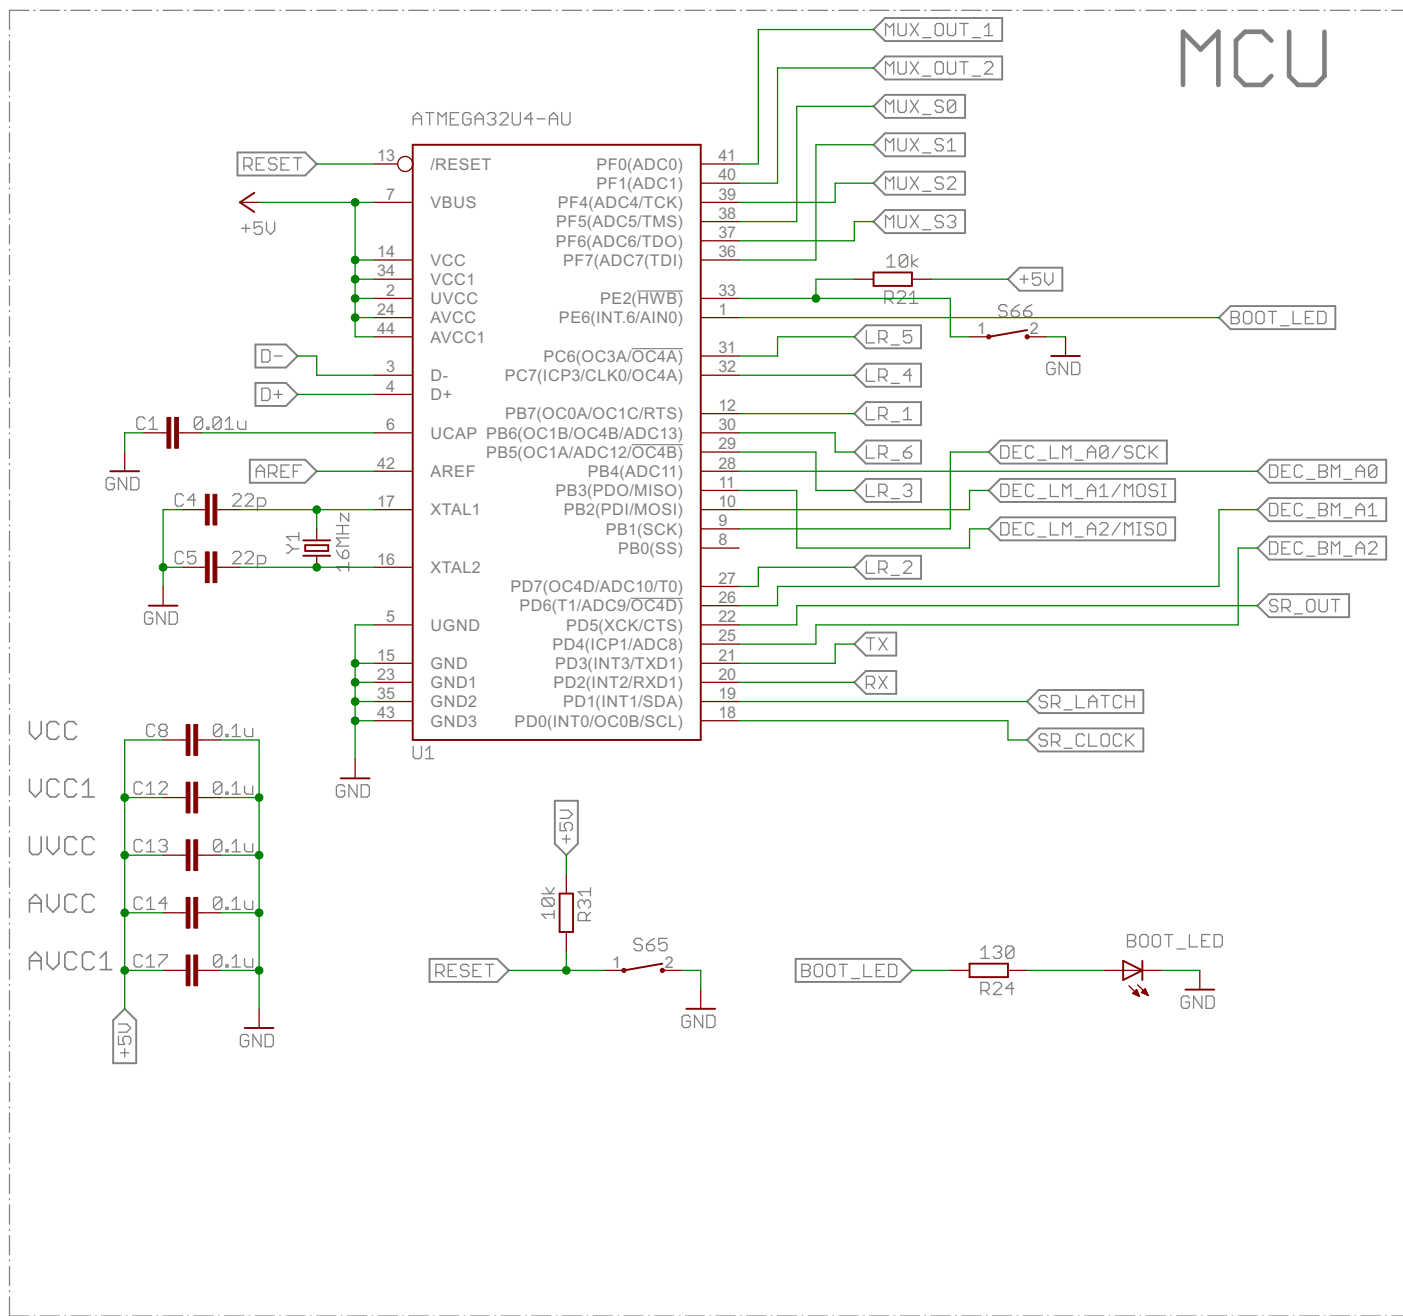 MCU
MUX_OUT_1
MUX_OUT_2
MUX_S0
MUX_S1
MUX_S2
MUX_S3
ATMEGA32U4-AU
RESET 13 /RESET PF0(ADC0) 41
PF1(ADC1) 40
+5V 7 VBUS PF4(ADC4/TCK) 39
PF5(ADC5/TMS) 38
PF6(ADC6/TDO) 37
14 VCC PF7(ADC7(TDI) 36
10k
34 VCC1 R21 +5V
2 UVCC PE2(HWB) 33
24 AVCC PE6(INT.6/AIN0) 1 BOOT_LED
S66
1 2
GND
44 AVCC1 LR_5
D- PC6(OC3A/OC4A) 31
3 D- PC7(ICP3/CLK0/OC4A) 32 LR_4
D+ 4 D+
PB7(OC0A/OC1C/RTS) 12 LR_1
C1 0.01u 6 UCAP PB6(OC1B/OC4B/ADC13) 30
GND
PB5(OC1A/ADC12/OC4B) 29 LR_6 DEC_LM_A0/SCK
AREF 42 AREF PB4(ADC11) 28 DEC_BM_A0
PB3(PDO/MISO) 11 LR_3 DEC_LM_A1/MOSI
C4 22p 17 XTAL1 PB2(PDI/MOSI) 10 DEC_BM_A1
PB1(SCK) 9 DEC_LM_A2/MISO
Y1 16MHz
PB0(SS) 8 DEC_BM_A2
C5 22p 16 XTAL2 LR_2
GND
PD7(OC4D/ADC10/T0) 27
PD6(T1/ADC9/OC4D) 26 SR_OUT
5 UGND PD5(XCK/CTS) 22
PD4(ICP1/ADC8) 25 TX
15 GND PD3(INT3/TXD1) 21
23 GND1 PD2(INT2/RXD1) 20 RX
35 GND2 PD1(INT1/SDA) 19 SR_LATCH
43 GND3 PD0(INT0/OC0B/SCL) 18 SR_CLOCK
U1
GND
VCC C8 0.1u
VCC1 C12 0.1u
UVCC C13 0.1u
AVCC C14 0.1u
AVCC1 C17 0.1u
+5V
GND
+5V
10k
R31
RESET
S65
1 2
GND
BOOT_LED
130
R24
BOOT_LED
GND